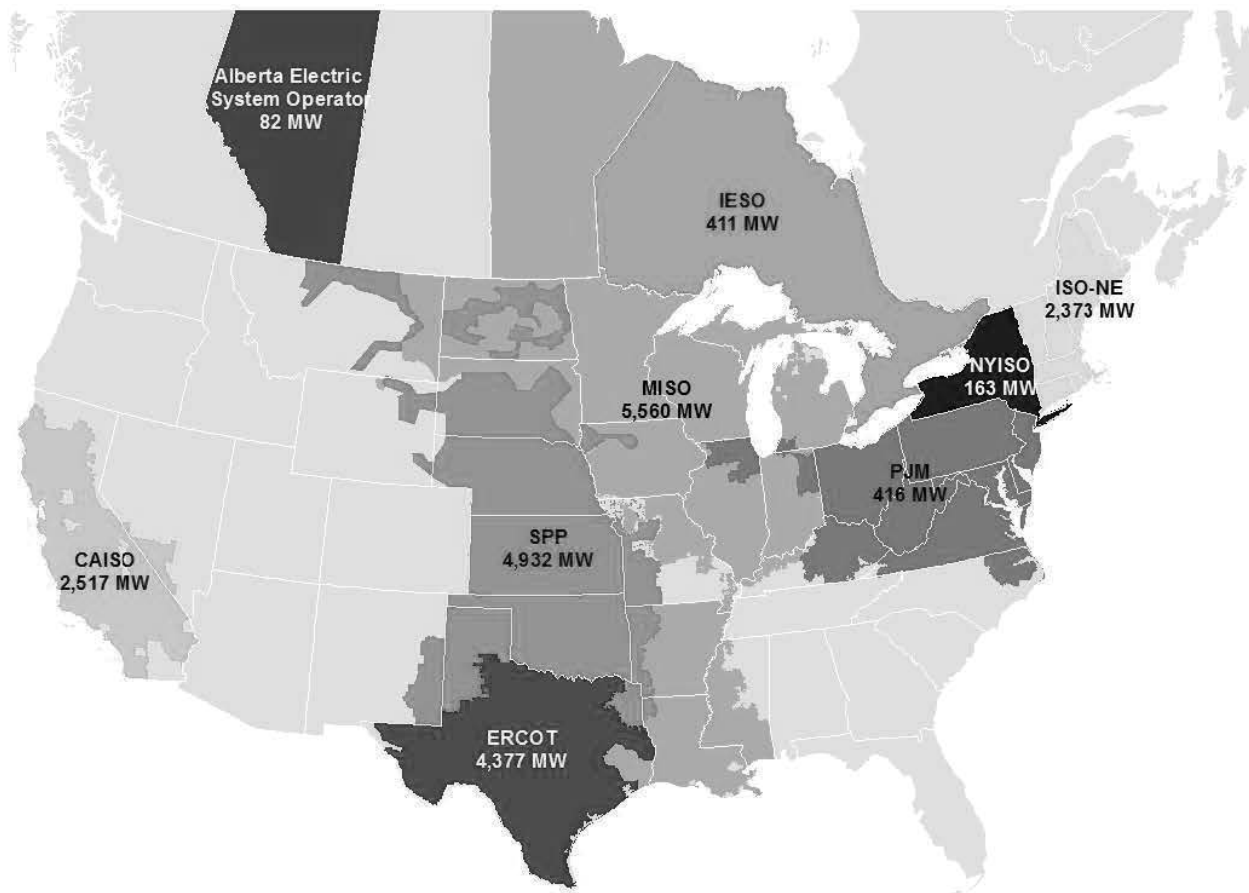 Alberta Electric
System Operator
82 MW
IESO
411 MW
ISO-NE
2,373 MW
NYISO
163 MW
MISO
5,560 MW
PJM
416 MW
SPP
4,932 MW
CAISO
2,517 MW
ERCOT
4,377 MW